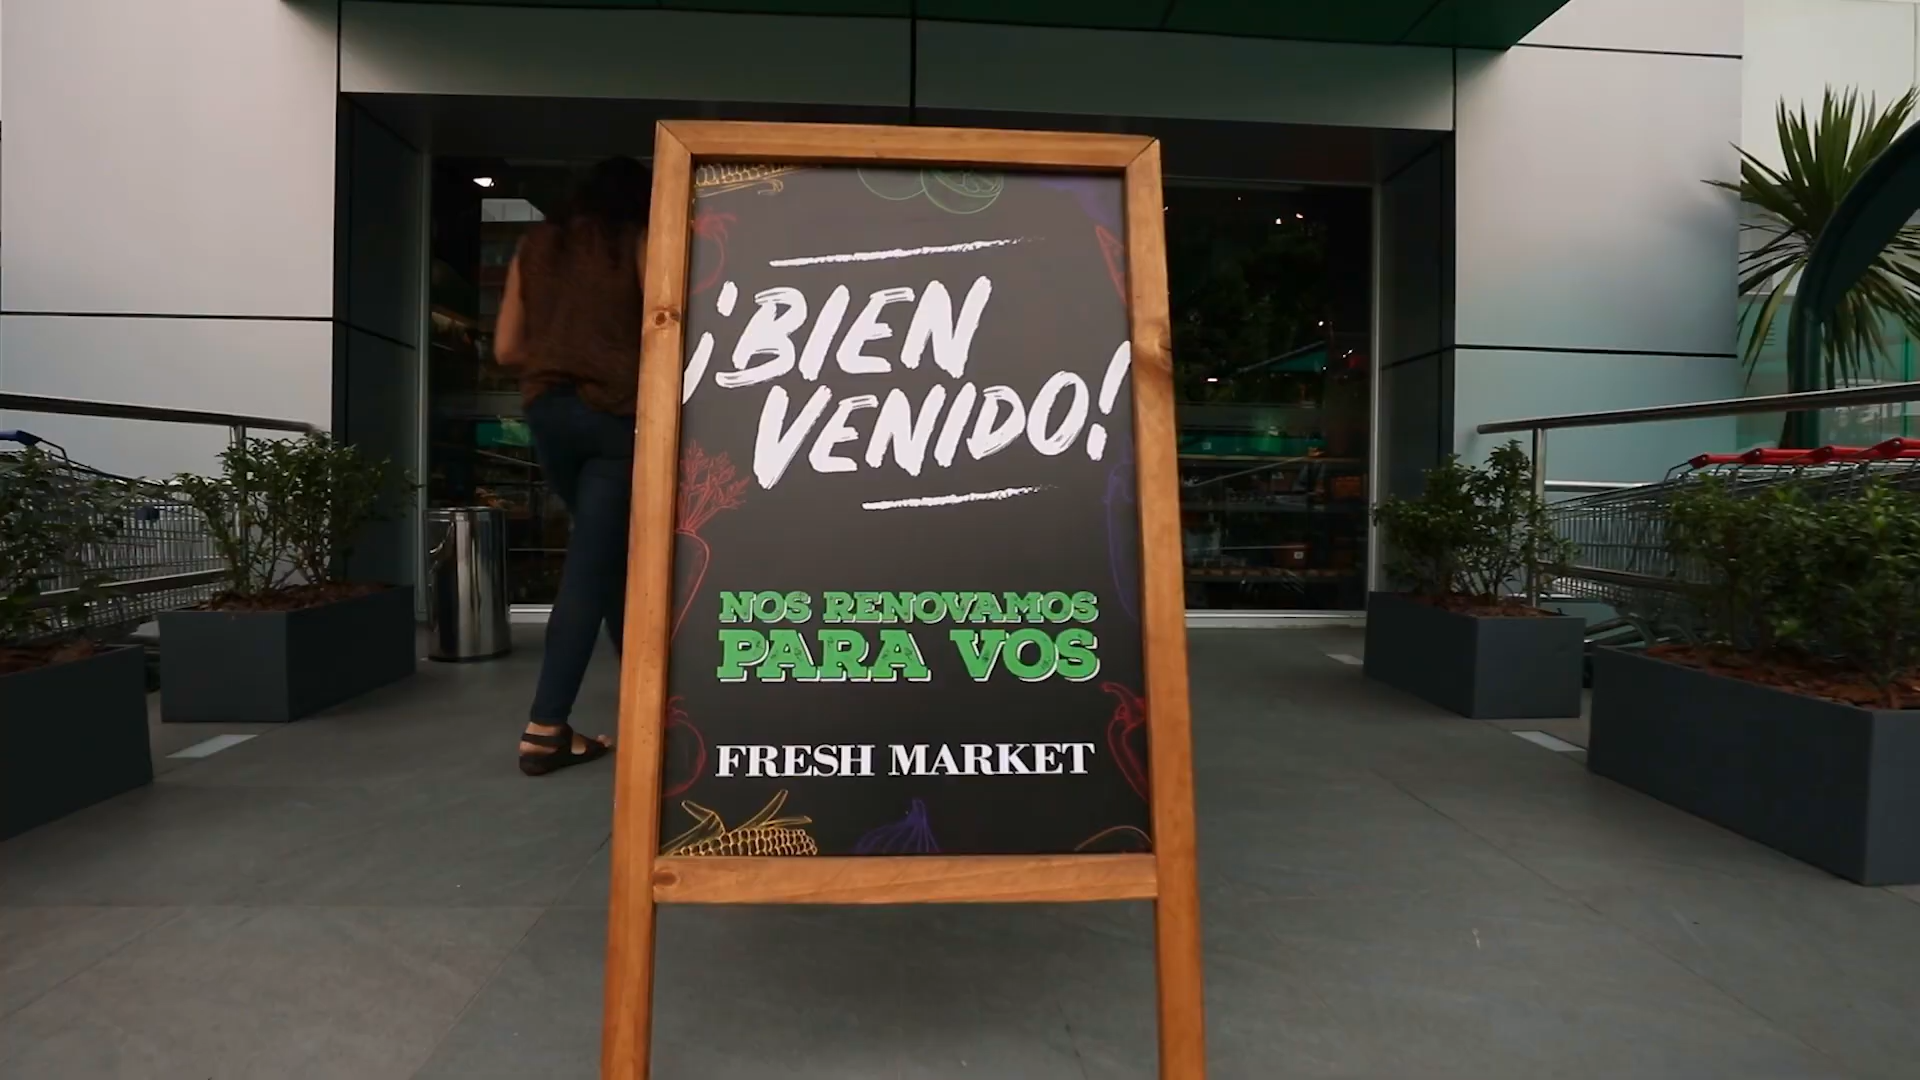 ¡BIEN
VENIDO!
NOS RENOVAMOS
PARA VOS
FRESH MARKET